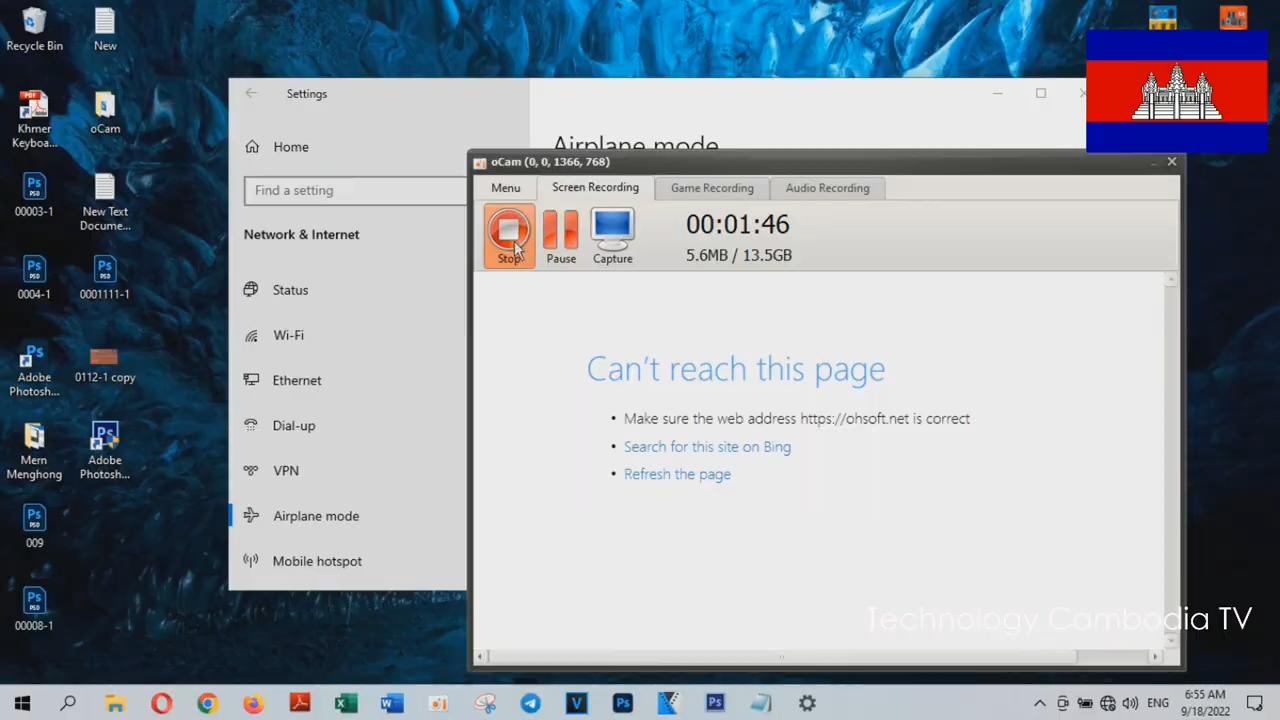 Recycle Bin
New
Khmer
Keyboa...
oCam
00003-1
New Text
Docume...
0004-1
0001111-1
Adobe
Photosh...
0112-1 copy
Mern
Menghong
Adobe
Photosh...
009
00008-1
Settings
Home
Find a setting
Network & Internet
Status
Wi-Fi
Ethernet
Dial-up
VPN
Airplane mode
Mobile hotspot
Airplane mode
oCam (0, 0, 1366, 768)
Menu
Screen Recording
Game Recording
Audio Recording
Stop
Pause
Capture
00:01:46
5.6MB / 13.5GB
Can't reach this page
• Make sure the web address https://ohsoft.net is correct
• Search for this site on Bing
• Refresh the page
Technology Cambodia TV
ENG
6:55 AM
9/18/2022